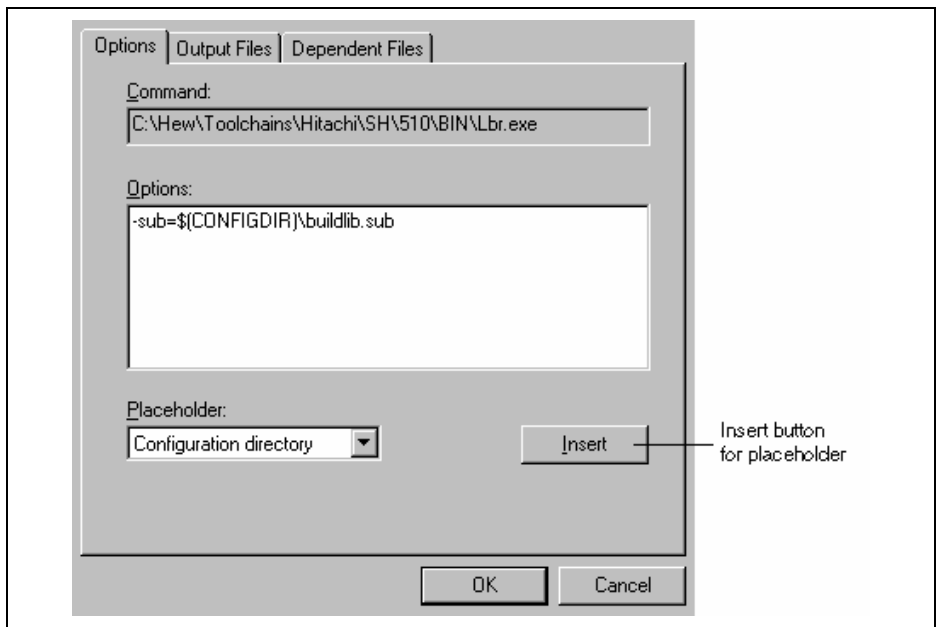 Options Output Files Dependent Files
Command:
C:\Hew\Toolchains\Hitachi\SH\510\BIN\Lbr.exe
Options:
-sub=$(CONFIGDIR)\buildlib.sub
Placeholder:
Configuration directory
Insert
Insert button
for placeholder
OK Cancel